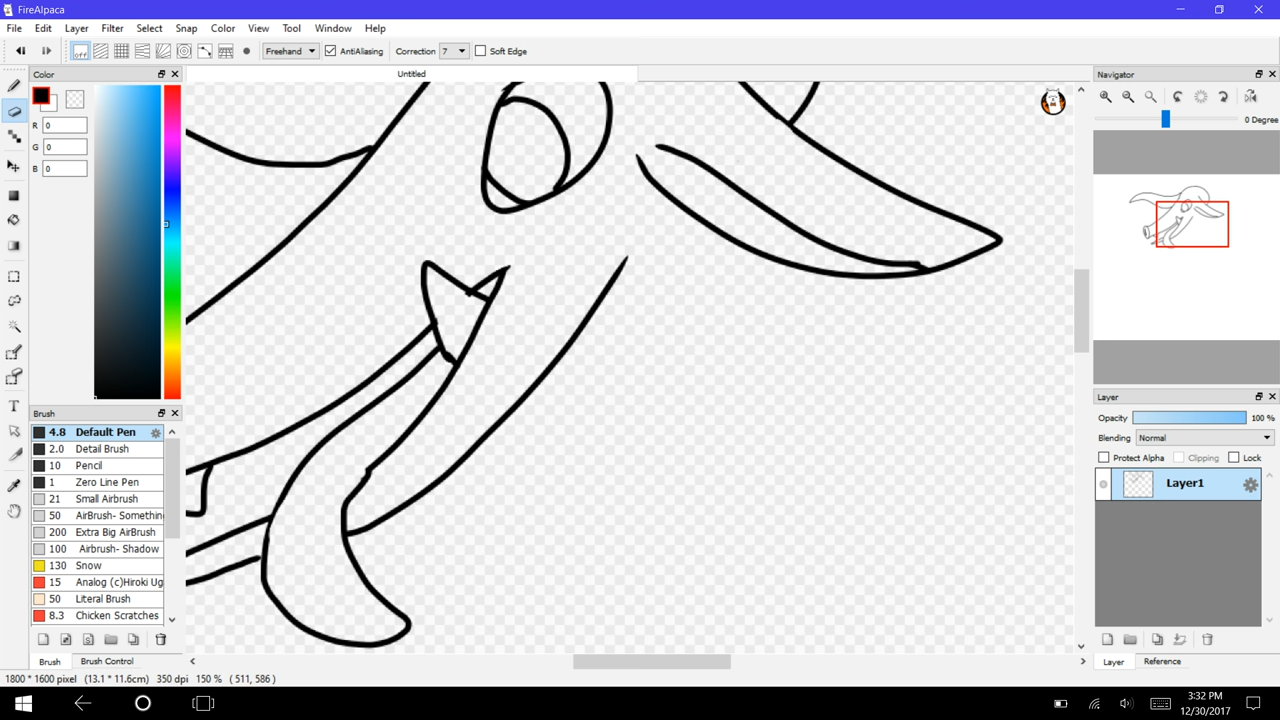 FireAlpaca
File Edit Layer Filter Select Snap Color View Tool Window Help
off Freehand AntiAliasing Correction 7 Soft Edge
Color Untitled Navigator
R 0
G 0
B 0
0 Degree
Brush
4.8 Default Pen
2.0 Detail Brush
10 Pencil
1 Zero Line Pen
21 Small Airbrush
50 AirBrush- Somethin
200 Extra Big AirBrush
100 Airbrush- Shadow
130 Snow
15 Analog (c)Hiroki Ug
50 Literal Brush
8.3 Chicken Scratches
Brush Brush Control
Layer
Opacity 100 %
Blending Normal
Protect Alpha Clipping Lock
Layer1
Layer Reference
1800 * 1600 pixel (13.1 * 11.6cm) 350 dpi 150 % ( 511, 586 )
3:32 PM
12/30/2017